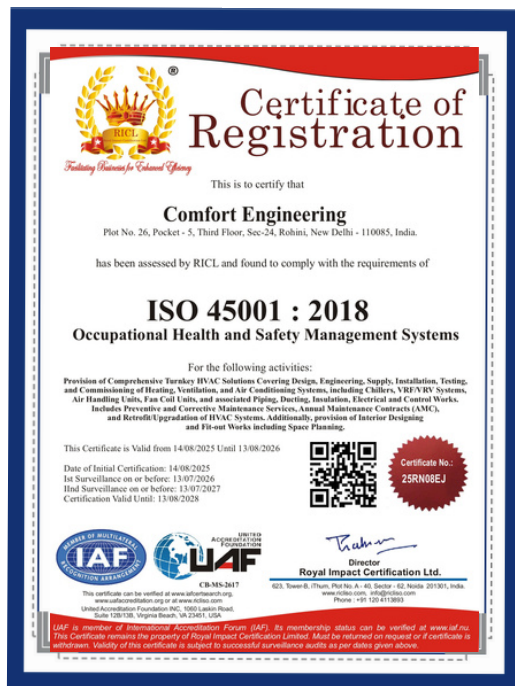 ®
Certificate of
Registration
RICL
Facilitating Business for Enhanced Efficiency
This is to certify that
Comfort Engineering
Plot No. 26, Pocket - 5, Third Floor, Sec-24, Rohini, New Delhi - 110085, India.
has been assessed by RICL and found to comply with the requirements of
ISO 45001 : 2018
Occupational Health and Safety Management Systems
For the following activities:
Provision of Comprehensive Turnkey HVAC Solutions Covering Design, Engineering, Supply, Installation, Testing,
and Commissioning of Heating, Ventilation, and Air Conditioning Systems, including Chillers, VRF/VRV Systems,
Air Handling Units, Fan Coil Units, and associated Piping, Ducting, Insulation, Electrical and Control Works.
Includes Preventive and Corrective Maintenance Services, Annual Maintenance Contracts (AMC),
and Retrofit/Upgradation of HVAC Systems. Additionally, provision of Interior Designing
and Fit-out Works including Space Planning.
This Certificate is Valid from 14/08/2025 Until 13/08/2026
Date of Initial Certification: 14/08/2025
Ist Surveillance on or before: 13/07/2026
IInd Surveillance on or before: 13/07/2027
Certification Valid Until: 13/08/2028
Certificate No.:
25RN08EJ
MEMBER OF MULTILATERAL
IAF
RECOGNITION ARRANGEMENT
UNITED
ACCREDITATION
FOUNDATION
UAF
CB-MS-2617
This certificate can be verified at www.iafcertsearch.org,
www.uafaccreditation.org or at www.ricliso.com
United Accreditation Foundation INC, 1060 Laskin Road,
Suite 12B/13B, Virginia Beach, VA 23451, USA
Director
Royal Impact Certification Ltd.
623, Tower-B, iThum, Plot No. A - 40, Sector - 62, Noida 201301, India.
www.ricliso.com, info@ricliso.com
Phone : +91 120 4113893
UAF is member of International Accreditation Forum (IAF). Its membership status can be verified at www.iaf.nu.
This Certificate remains the property of Royal Impact Certification Limited. Must be returned on request or if certificate is
withdrawn. Validity of this certificate is subject to successful surveillance audits as per dates given above.